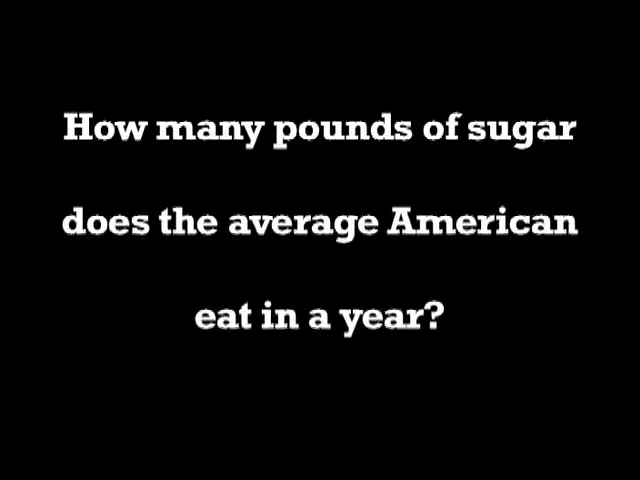 How many pounds of sugar
does the average American
eat in a year?